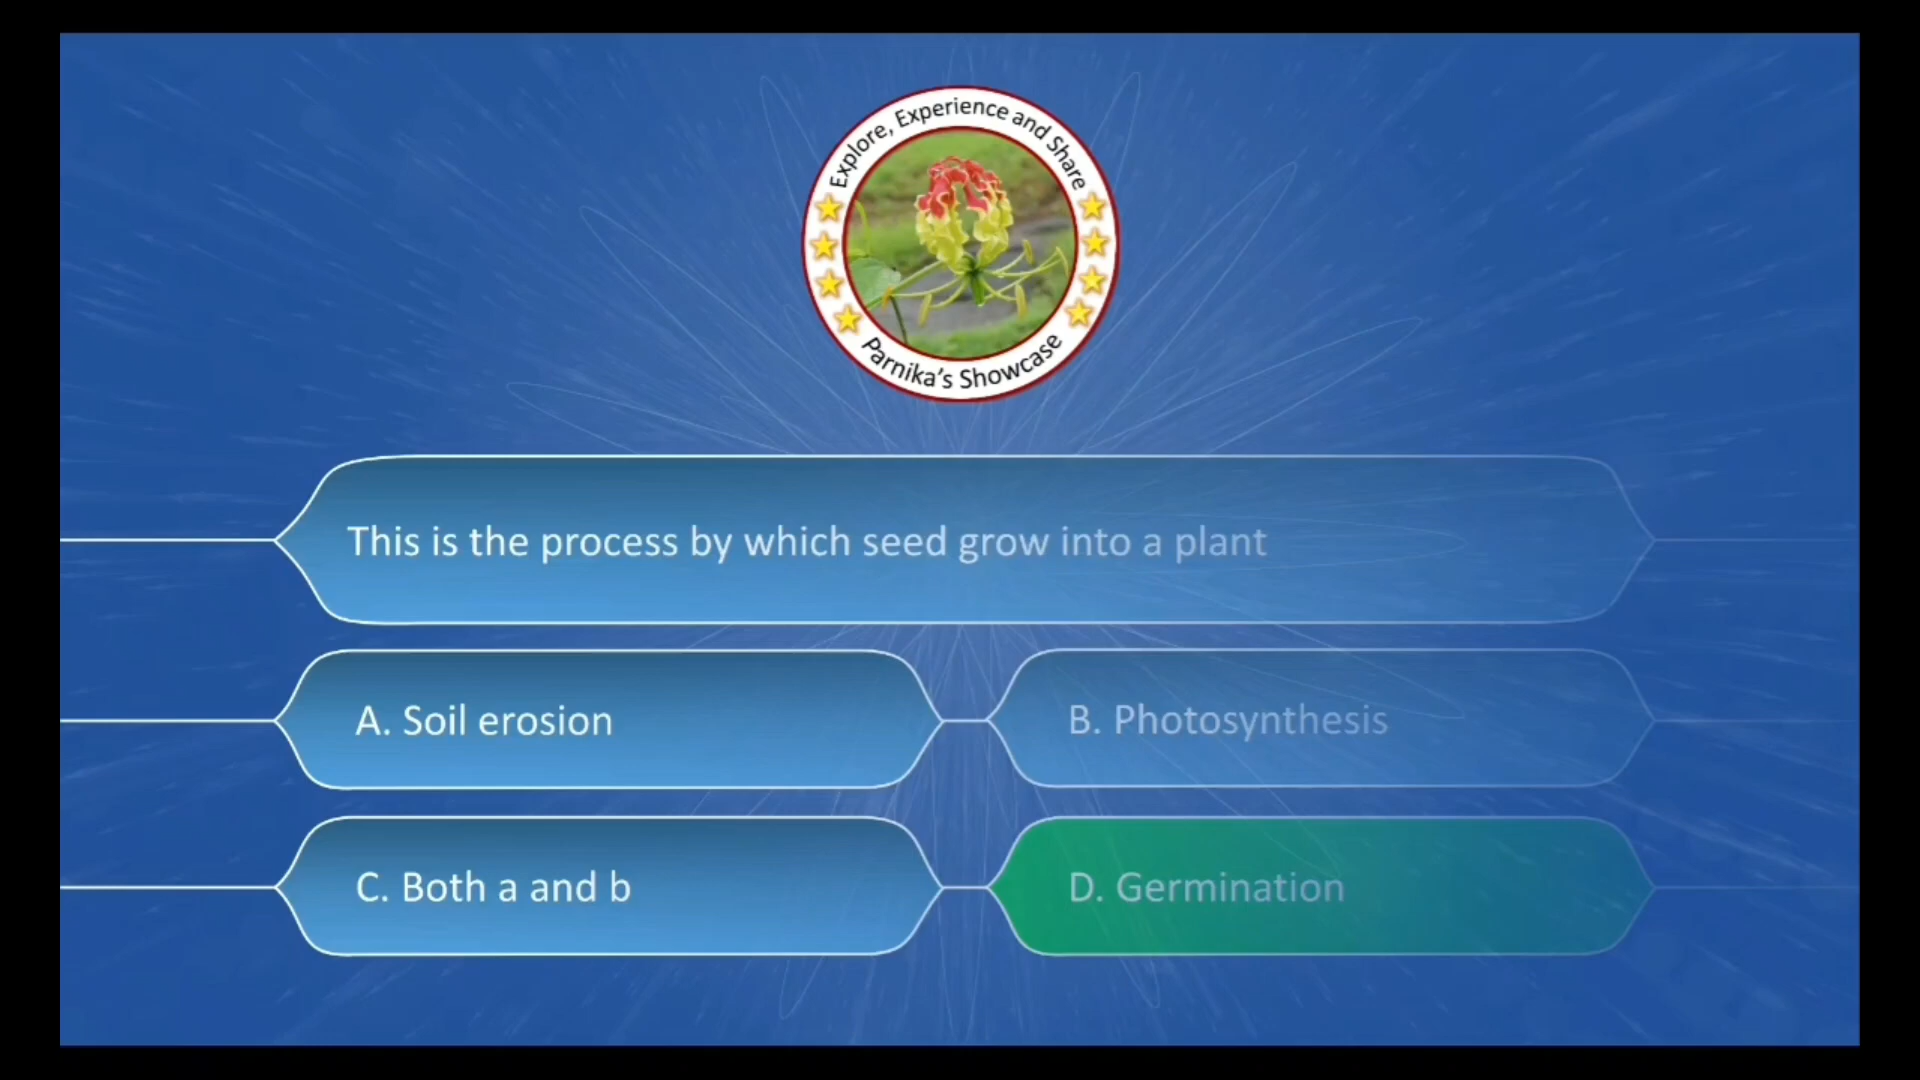 Explore, Experience and Share
Parnika's Showcase
This is the process by which seed grow into a plant
A. Soil erosion
B. Photosynthesis
C. Both a and b
D. Germination